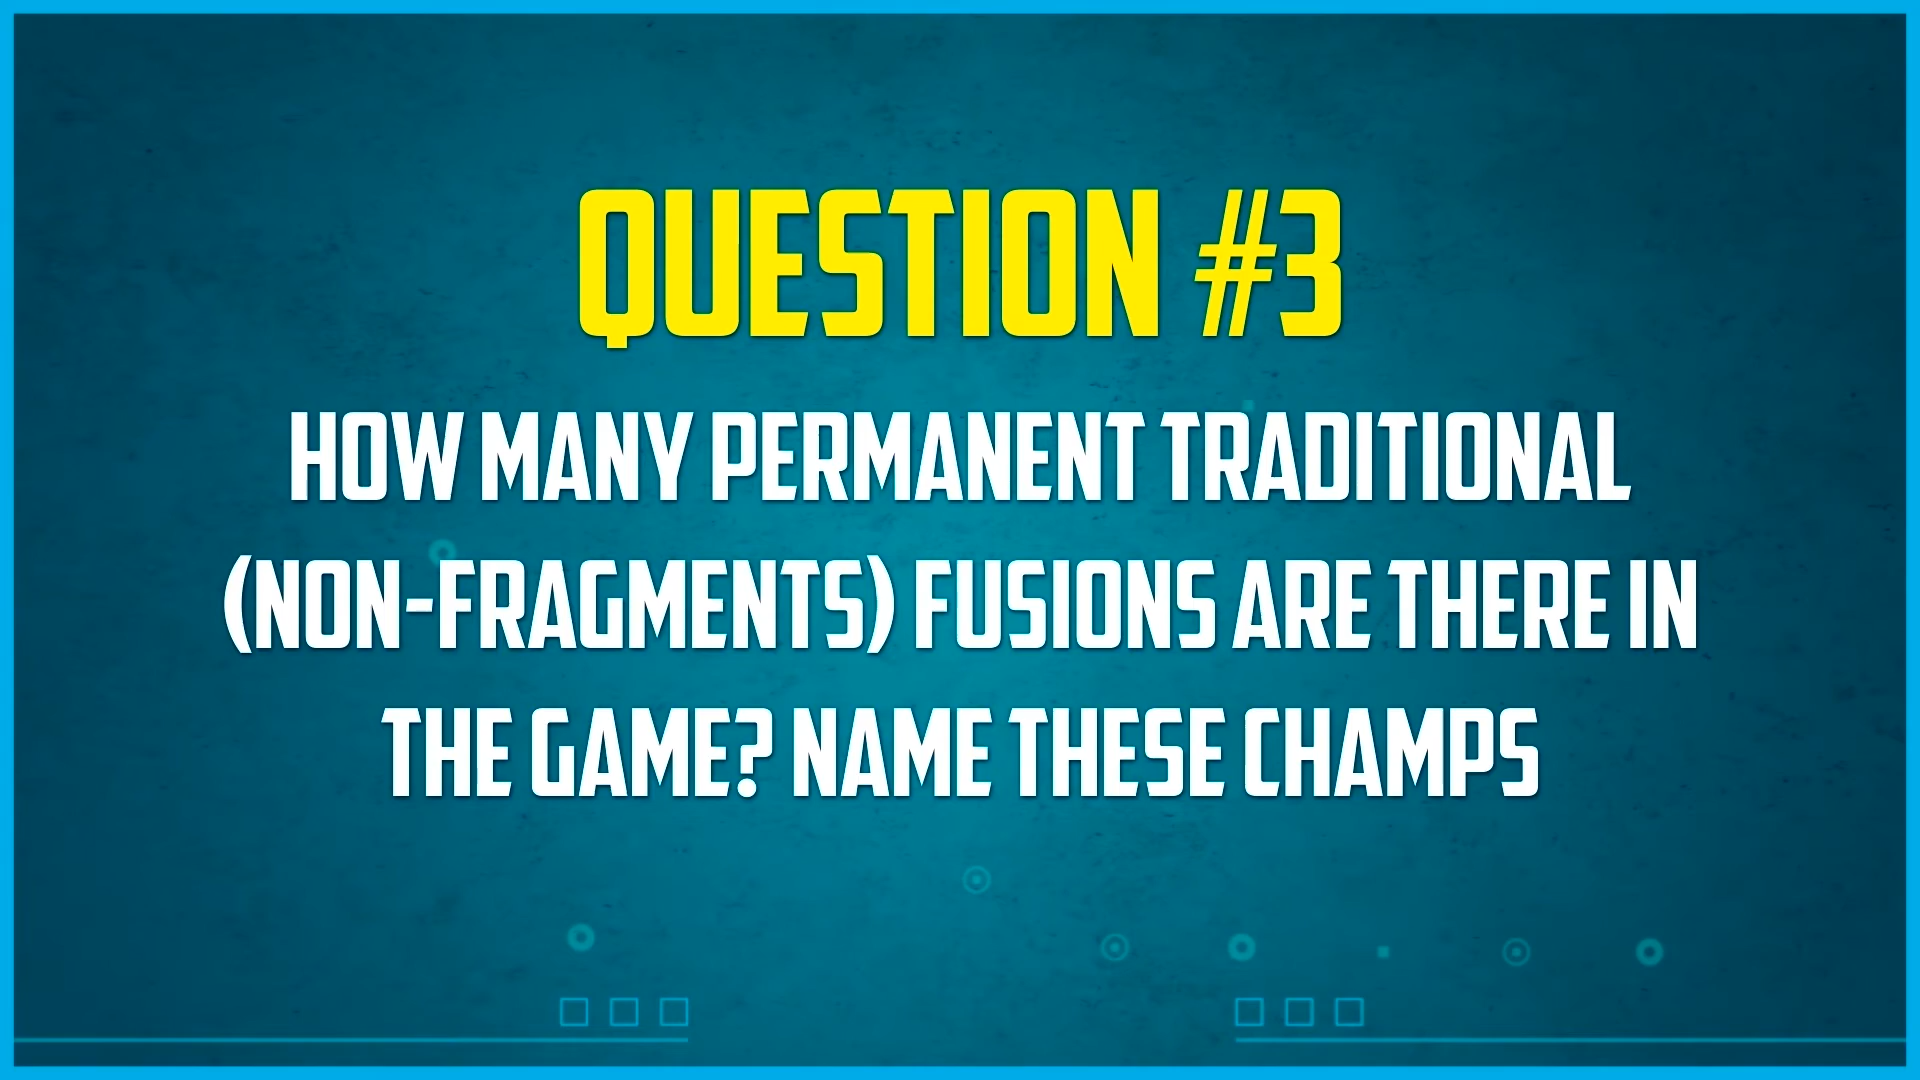 QUESTION #3
HOW MANY PERMANENT TRADITIONAL
(NON-FRAGMENTS) FUSIONS ARE THERE IN
THE GAME? NAME THESE CHAMPS